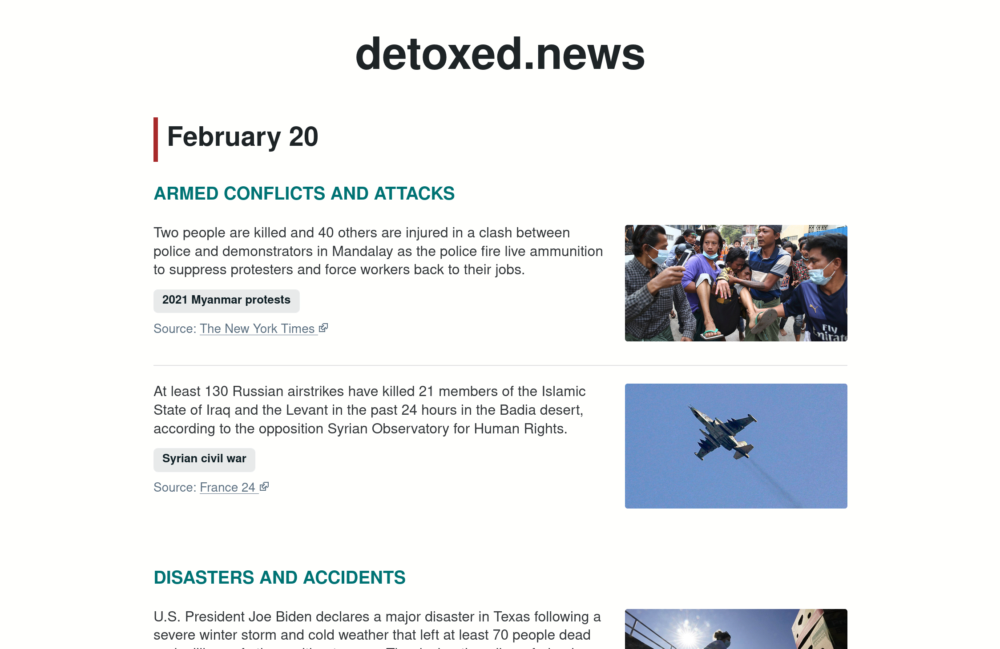 detoxed.news
February 20
ARMED CONFLICTS AND ATTACKS
Two people are killed and 40 others are injured in a clash between
police and demonstrators in Mandalay as the police fire live ammunition
to suppress protesters and force workers back to their jobs.
2021 Myanmar protests
Source: The New York Times
Fly
Emirat
At least 130 Russian airstrikes have killed 21 members of the Islamic
State of Iraq and the Levant in the past 24 hours in the Badia desert,
according to the opposition Syrian Observatory for Human Rights.
Syrian civil war
Source: France 24
DISASTERS AND ACCIDENTS
U.S. President Joe Biden declares a major disaster in Texas following a
severe winter storm and cold weather that left at least 70 people dead